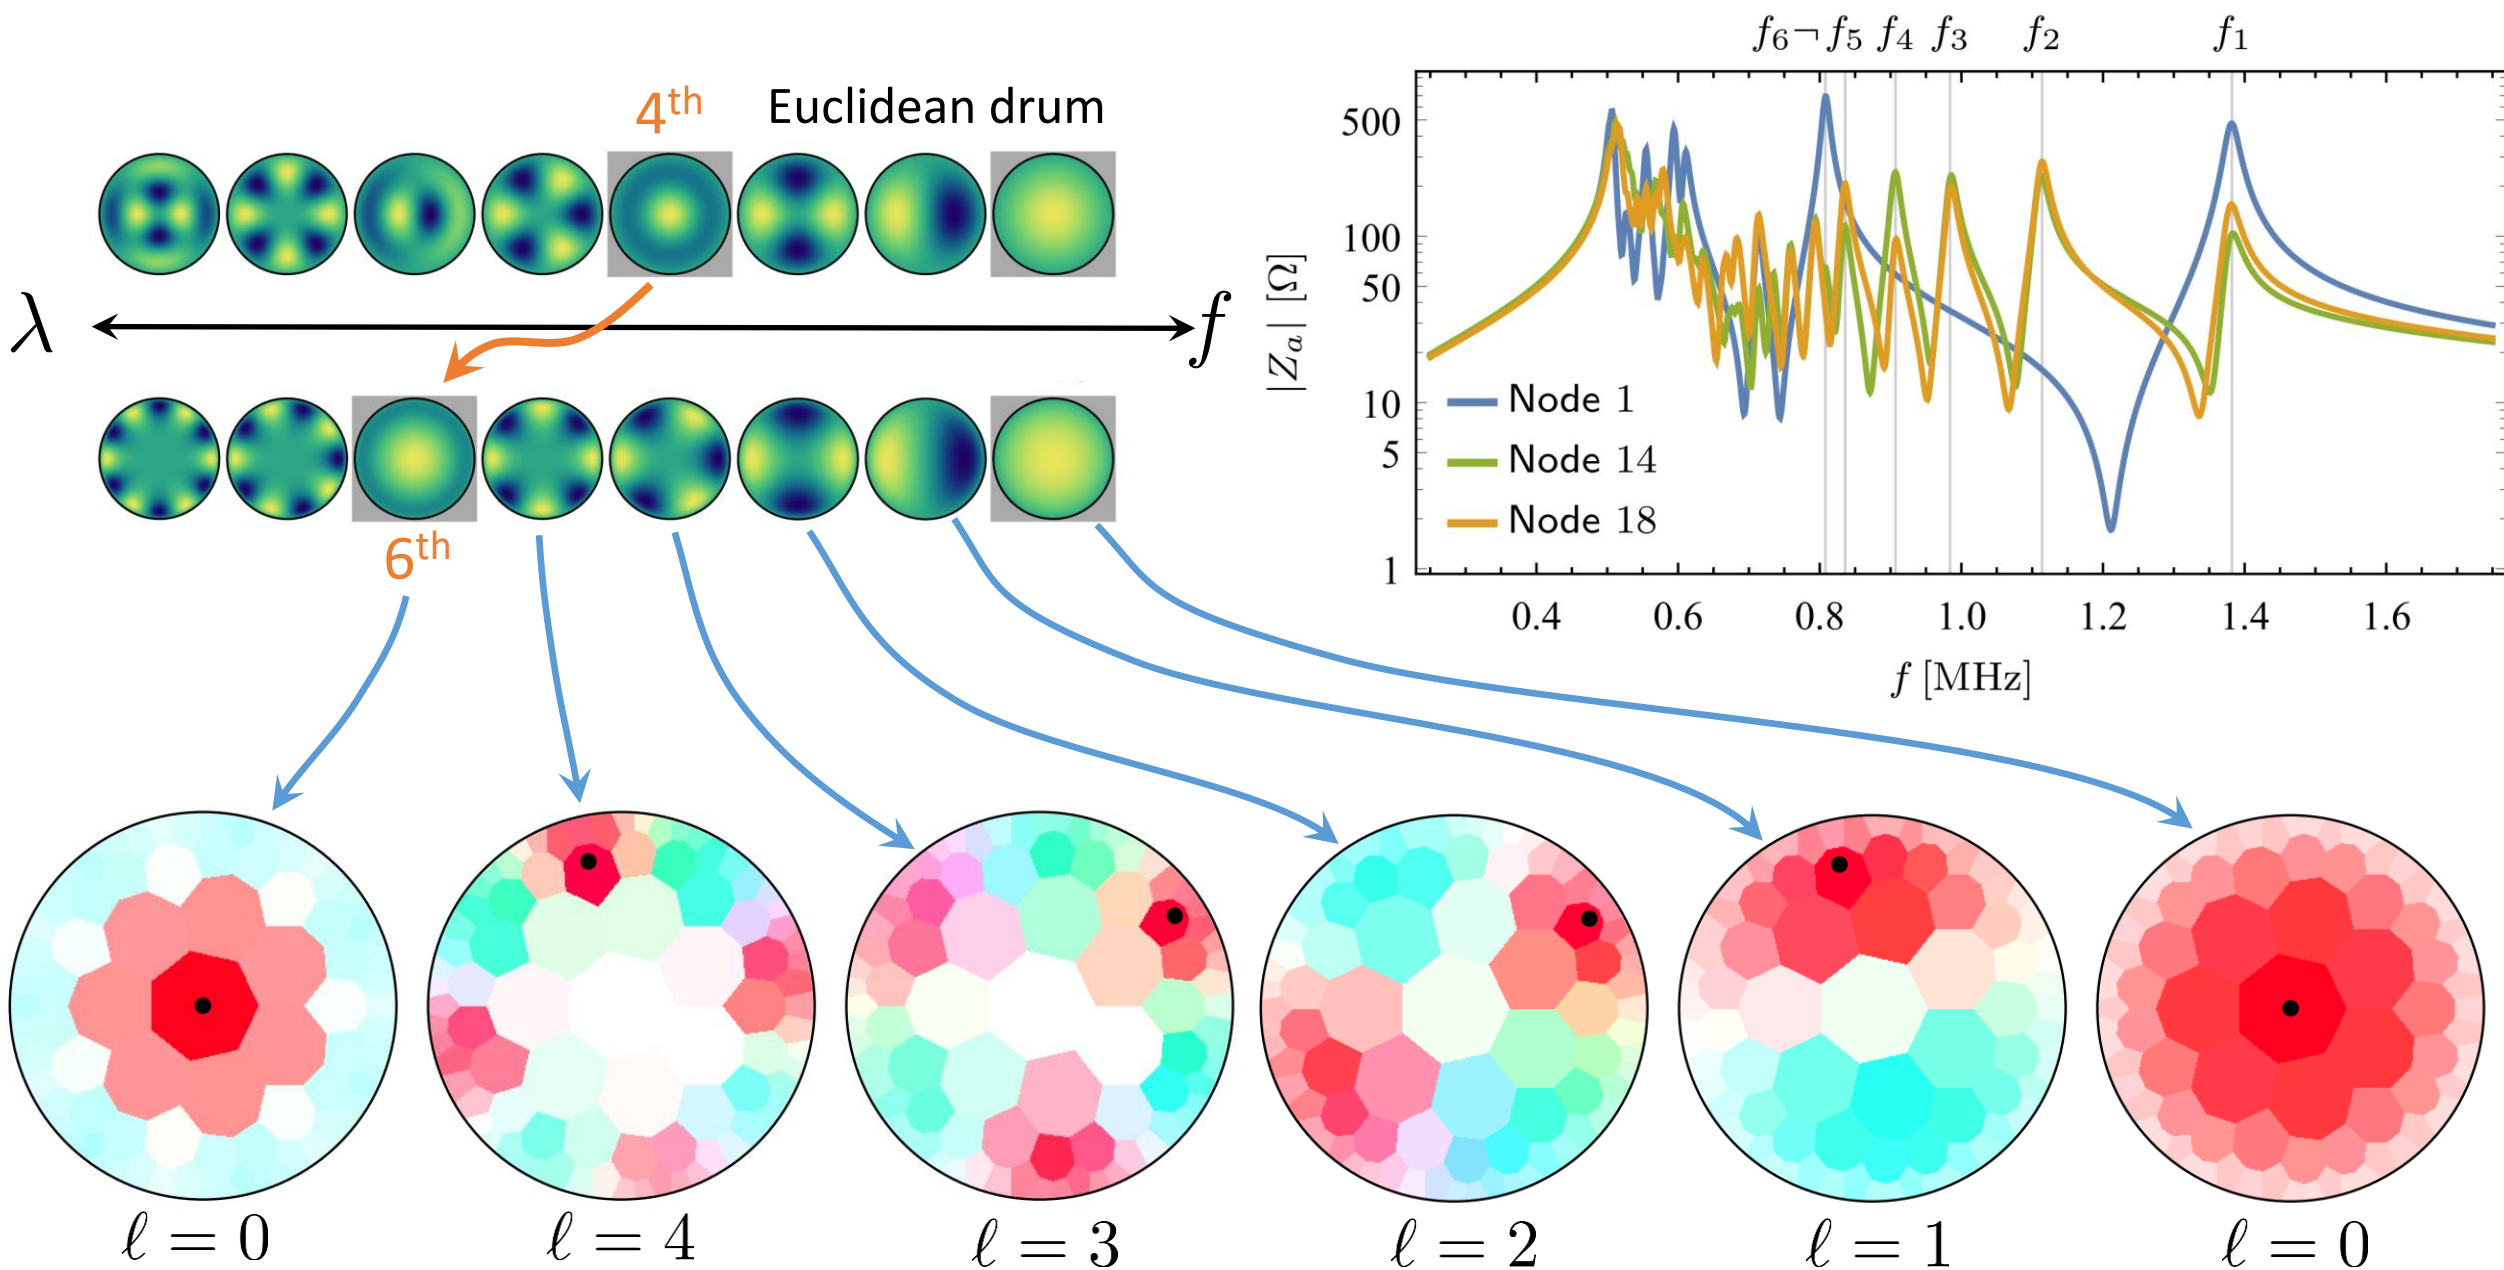 4th
Euclidean drum
λ
f
6th
f6¬ f5 f4 f3 f2 f1
|Za| [Ω]
500
100
50
10
5
1
Node 1
Node 14
Node 18
0.4 0.6 0.8 1.0 1.2 1.4 1.6
f [MHz]
ℓ = 0 ℓ = 4 ℓ = 3 ℓ = 2 ℓ = 1 ℓ = 0